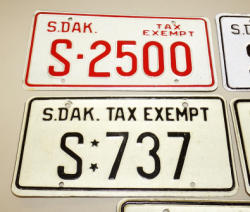 S.DAK. TAX EXEMPT
S-2500
S.DAK. TAX EXEMPT
S*737